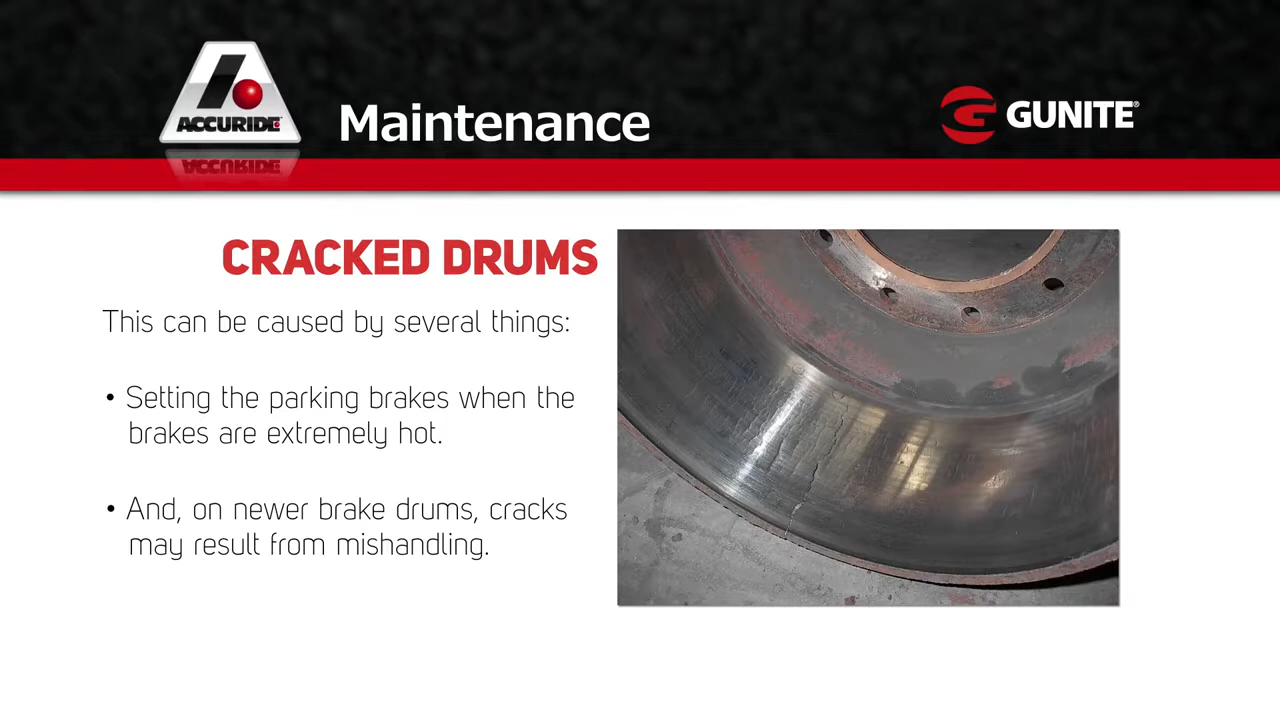 ACCURIDE
Maintenance
GUNITE®
CRACKED DRUMS
This can be caused by several things:
• Setting the parking brakes when the
brakes are extremely hot.
• And, on newer brake drums, cracks
may result from mishandling.